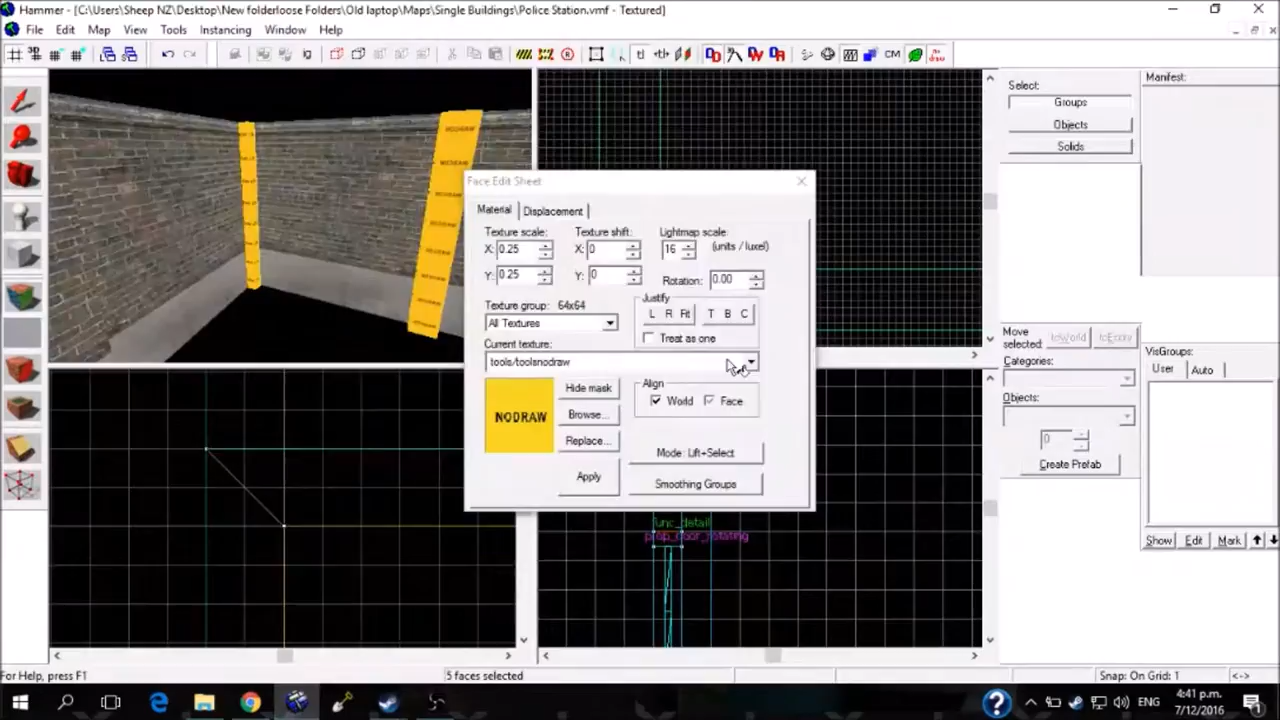 Hammer - [C:\Users\Sheep NZ\Desktop\New folderloose Folders\Old laptop\Maps\Single Buildings\Police Station.vmf - Textured]
File Edit Map View Tools Instancing Window Help
Select:
Groups
Objects
Solids
Manifest:
NODRAW
Face Edit Sheet
Material Displacement
Texture scale: Texture shift: Lightmap scale:
X: 0.25 X: 0 16 (units / luxel)
Y: 0.25 Y: 0 Rotation: 0.00
Texture group: 64x64 Justify
All Textures L R Fit T B C
Current texture: Treat as one
tools/toolsnodraw
Hide mask Align
NODRAW Browse... World Face
Replace...
Mode: Lift+Select
Apply Smoothing Groups
Move selected: toWorld toEntity
Categories:
Objects:
0
Create Prefab
VisGroups:
User Auto
Show Edit Mark
func_detail
prop_door_rotating
For Help, press F1 5 faces selected Snap: On Grid: 1 <->
ENG 4:41 p.m.
7/12/2016